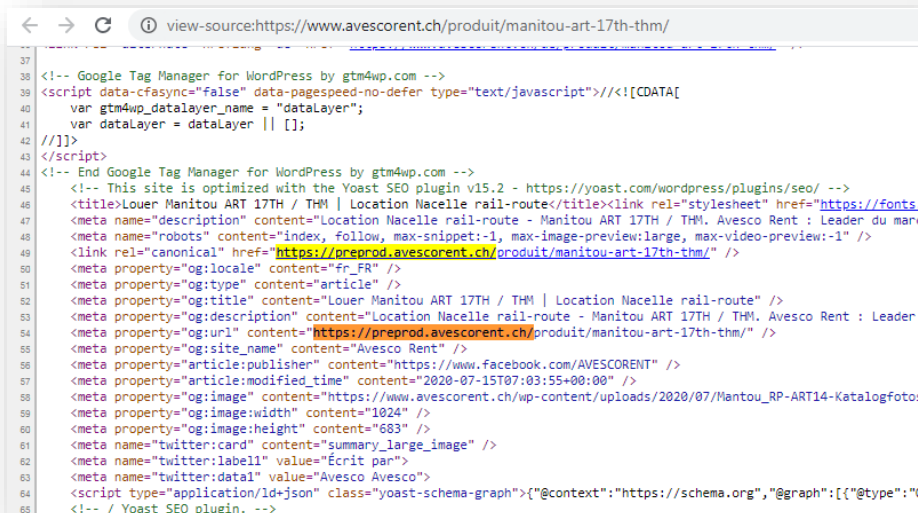 view-source:https://www.avescorent.ch/produit/manitou-art-17th-thm/
37
38 <!-- Google Tag Manager for WordPress by gtm4wp.com -->
39 <script data-cfasync="false" data-pagespeed-no-defer type="text/javascript">//<![CDATA[
40 var gtm4wp_datalayer_name = "dataLayer";
41 var dataLayer = dataLayer || [];
42 //]]>
43 </script>
44 <!-- End Google Tag Manager for WordPress by gtm4wp.com -->
45 <!-- This site is optimized with the Yoast SEO plugin v15.2 - https://yoast.com/wordpress/plugins/seo/ -->
46 <title>Louer Manitou ART 17TH / THM | Location Nacelle rail-route</title><link rel="stylesheet" href="https://fonts.
47 <meta name="description" content="Location Nacelle rail-route - Manitou ART 17TH / THM. Avesco Rent : Leader du mar
48 <meta name="robots" content="index, follow, max-snippet:-1, max-image-preview:large, max-video-preview:-1" />
49 <link rel="canonical" href="https://preprod.avescorent.ch/produit/manitou-art-17th-thm/" />
50 <meta property="og:locale" content="fr_FR" />
51 <meta property="og:type" content="article" />
52 <meta property="og:title" content="Louer Manitou ART 17TH / THM | Location Nacelle rail-route" />
53 <meta property="og:description" content="Location Nacelle rail-route - Manitou ART 17TH / THM. Avesco Rent : Leader
54 <meta property="og:url" content="https://preprod.avescorent.ch/produit/manitou-art-17th-thm/" />
55 <meta property="og:site_name" content="Avesco Rent" />
56 <meta property="article:publisher" content="https://www.facebook.com/AVESCORENT" />
57 <meta property="article:modified_time" content="2020-07-15T07:03:55+00:00" />
58 <meta property="og:image" content="https://www.avescorent.ch/wp-content/uploads/2020/07/Mantou_RP-ART14-Katalogfotos
59 <meta property="og:image:width" content="1024" />
60 <meta property="og:image:height" content="683" />
61 <meta name="twitter:card" content="summary_large_image" />
62 <meta name="twitter:label1" value="Écrit par">
63 <meta name="twitter:data1" value="Avesco Avesco">
64 <script type="application/ld+json" class="yoast-schema-graph">{"@context":"https://schema.org","@graph":[{"@type":"
65 <!-- / Yoast SEO plugin. -->